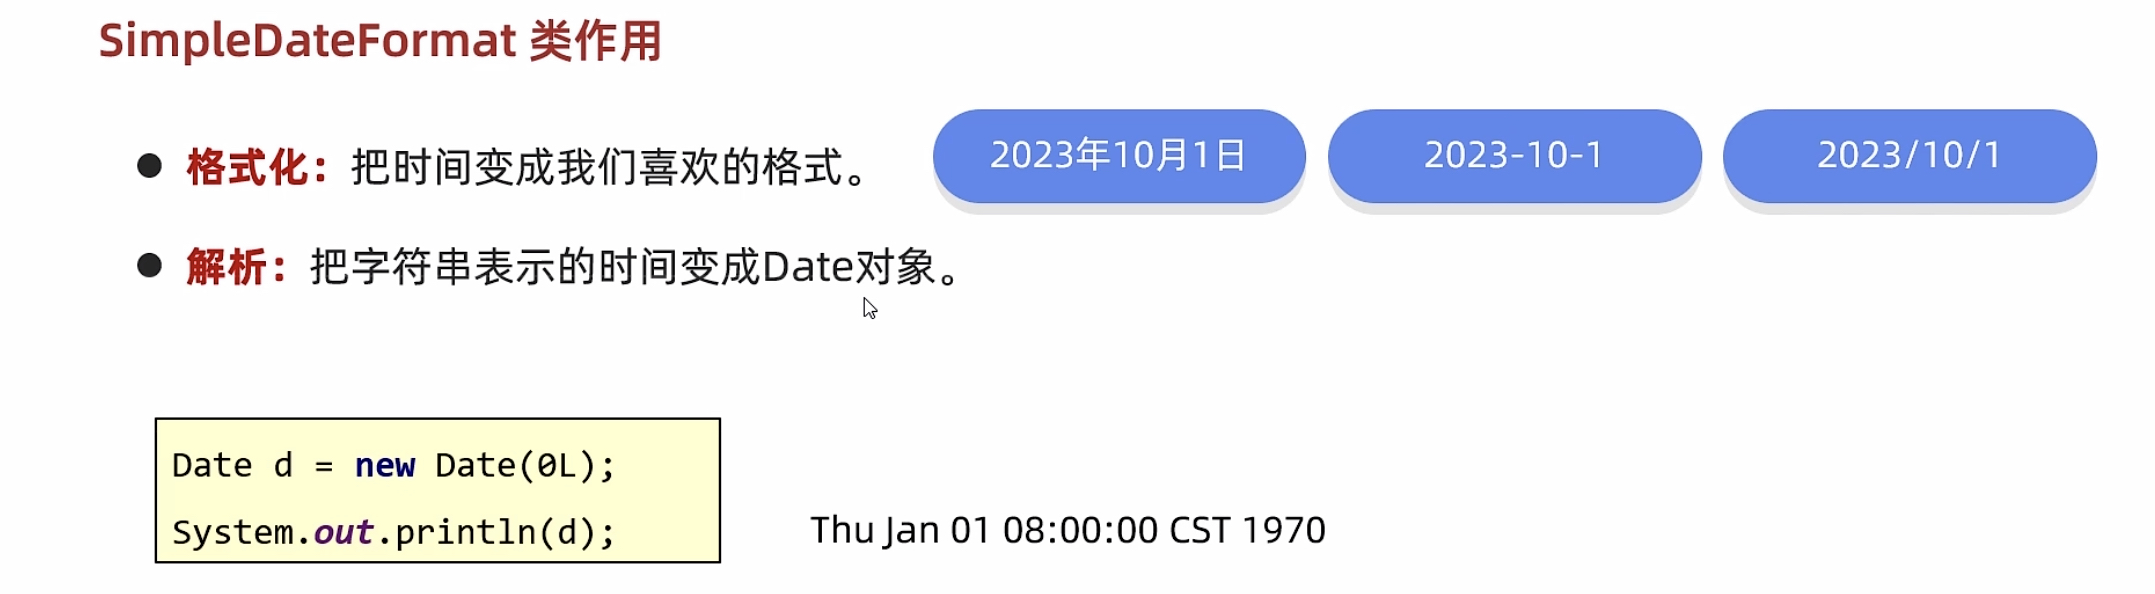 SimpleDateFormat 类作用
格式化：把时间变成我们喜欢的格式。
2023年10月1日
2023-10-1
2023/10/1
解析：把字符串表示的时间变成Date对象。
Date d = new Date(0L);
System.out.println(d);
Thu Jan 01 08:00:00 CST 1970